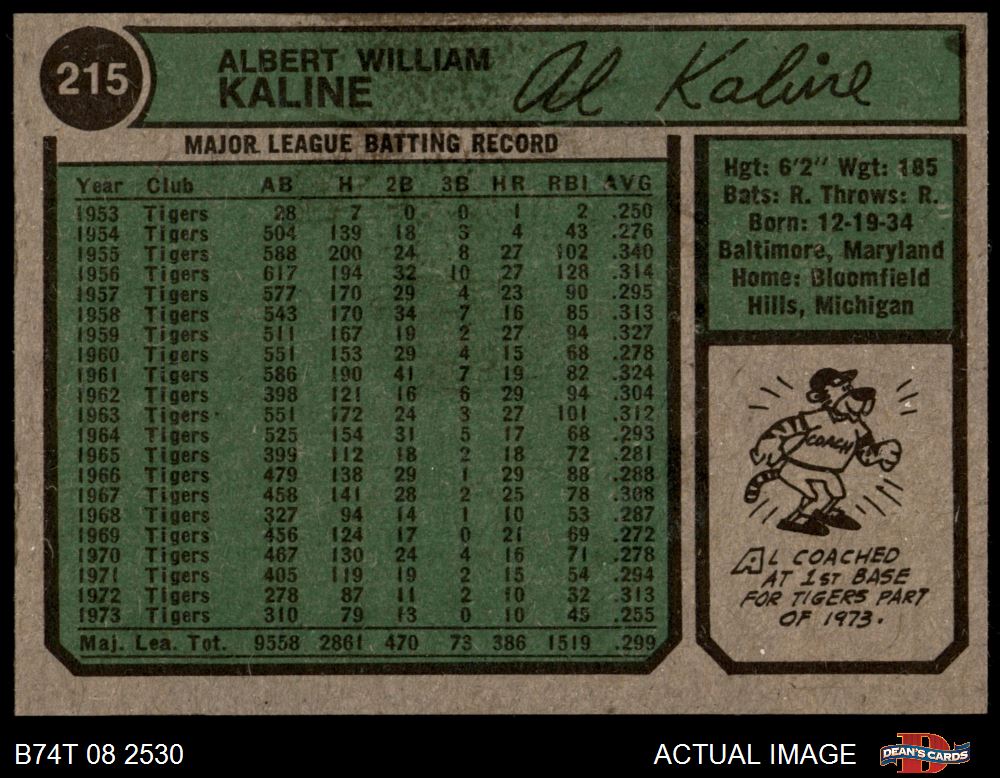 215
ALBERT WILLIAM
KALINE
Al Kaline
MAJOR LEAGUE BATTING RECORD
Year Club AB H 2B 3B HR RBI AVG
1953 Tigers 28 7 0 0 1 2 .250
1954 Tigers 504 139 18 3 4 43 .276
1955 Tigers 588 200 24 8 27 102 .340
1956 Tigers 617 194 32 10 27 128 .314
1957 Tigers 577 170 29 4 23 90 .295
1958 Tigers 543 170 34 7 16 85 .313
1959 Tigers 511 167 19 2 27 94 .327
1960 Tigers 551 153 29 4 15 68 .278
1961 Tigers 586 190 41 7 19 82 .324
1962 Tigers 398 121 16 6 29 94 .304
1963 Tigers 551 172 24 3 27 101 .312
1964 Tigers 525 154 31 5 17 68 .293
1965 Tigers 399 112 18 2 18 72 .281
1966 Tigers 479 138 29 1 29 88 .288
1967 Tigers 458 141 28 2 25 78 .308
1968 Tigers 327 94 14 1 10 53 .287
1969 Tigers 456 124 17 0 21 69 .272
1970 Tigers 467 130 24 4 16 71 .278
1971 Tigers 405 119 19 2 15 54 .294
1972 Tigers 278 87 11 2 10 32 .313
1973 Tigers 310 79 13 0 10 45 .255
Maj. Lea. Tot. 9558 2861 470 73 386 1519 .299
Hgt: 6'2" Wgt: 185
Bats: R. Throws: R.
Born: 12-19-34
Baltimore, Maryland
Home: Bloomfield
Hills, Michigan
COACH
AL COACHED
AT 1ST BASE
FOR TIGERS PART
OF 1973.
B74T 08 2530
ACTUAL IMAGE
D
DEAN'S CARDS